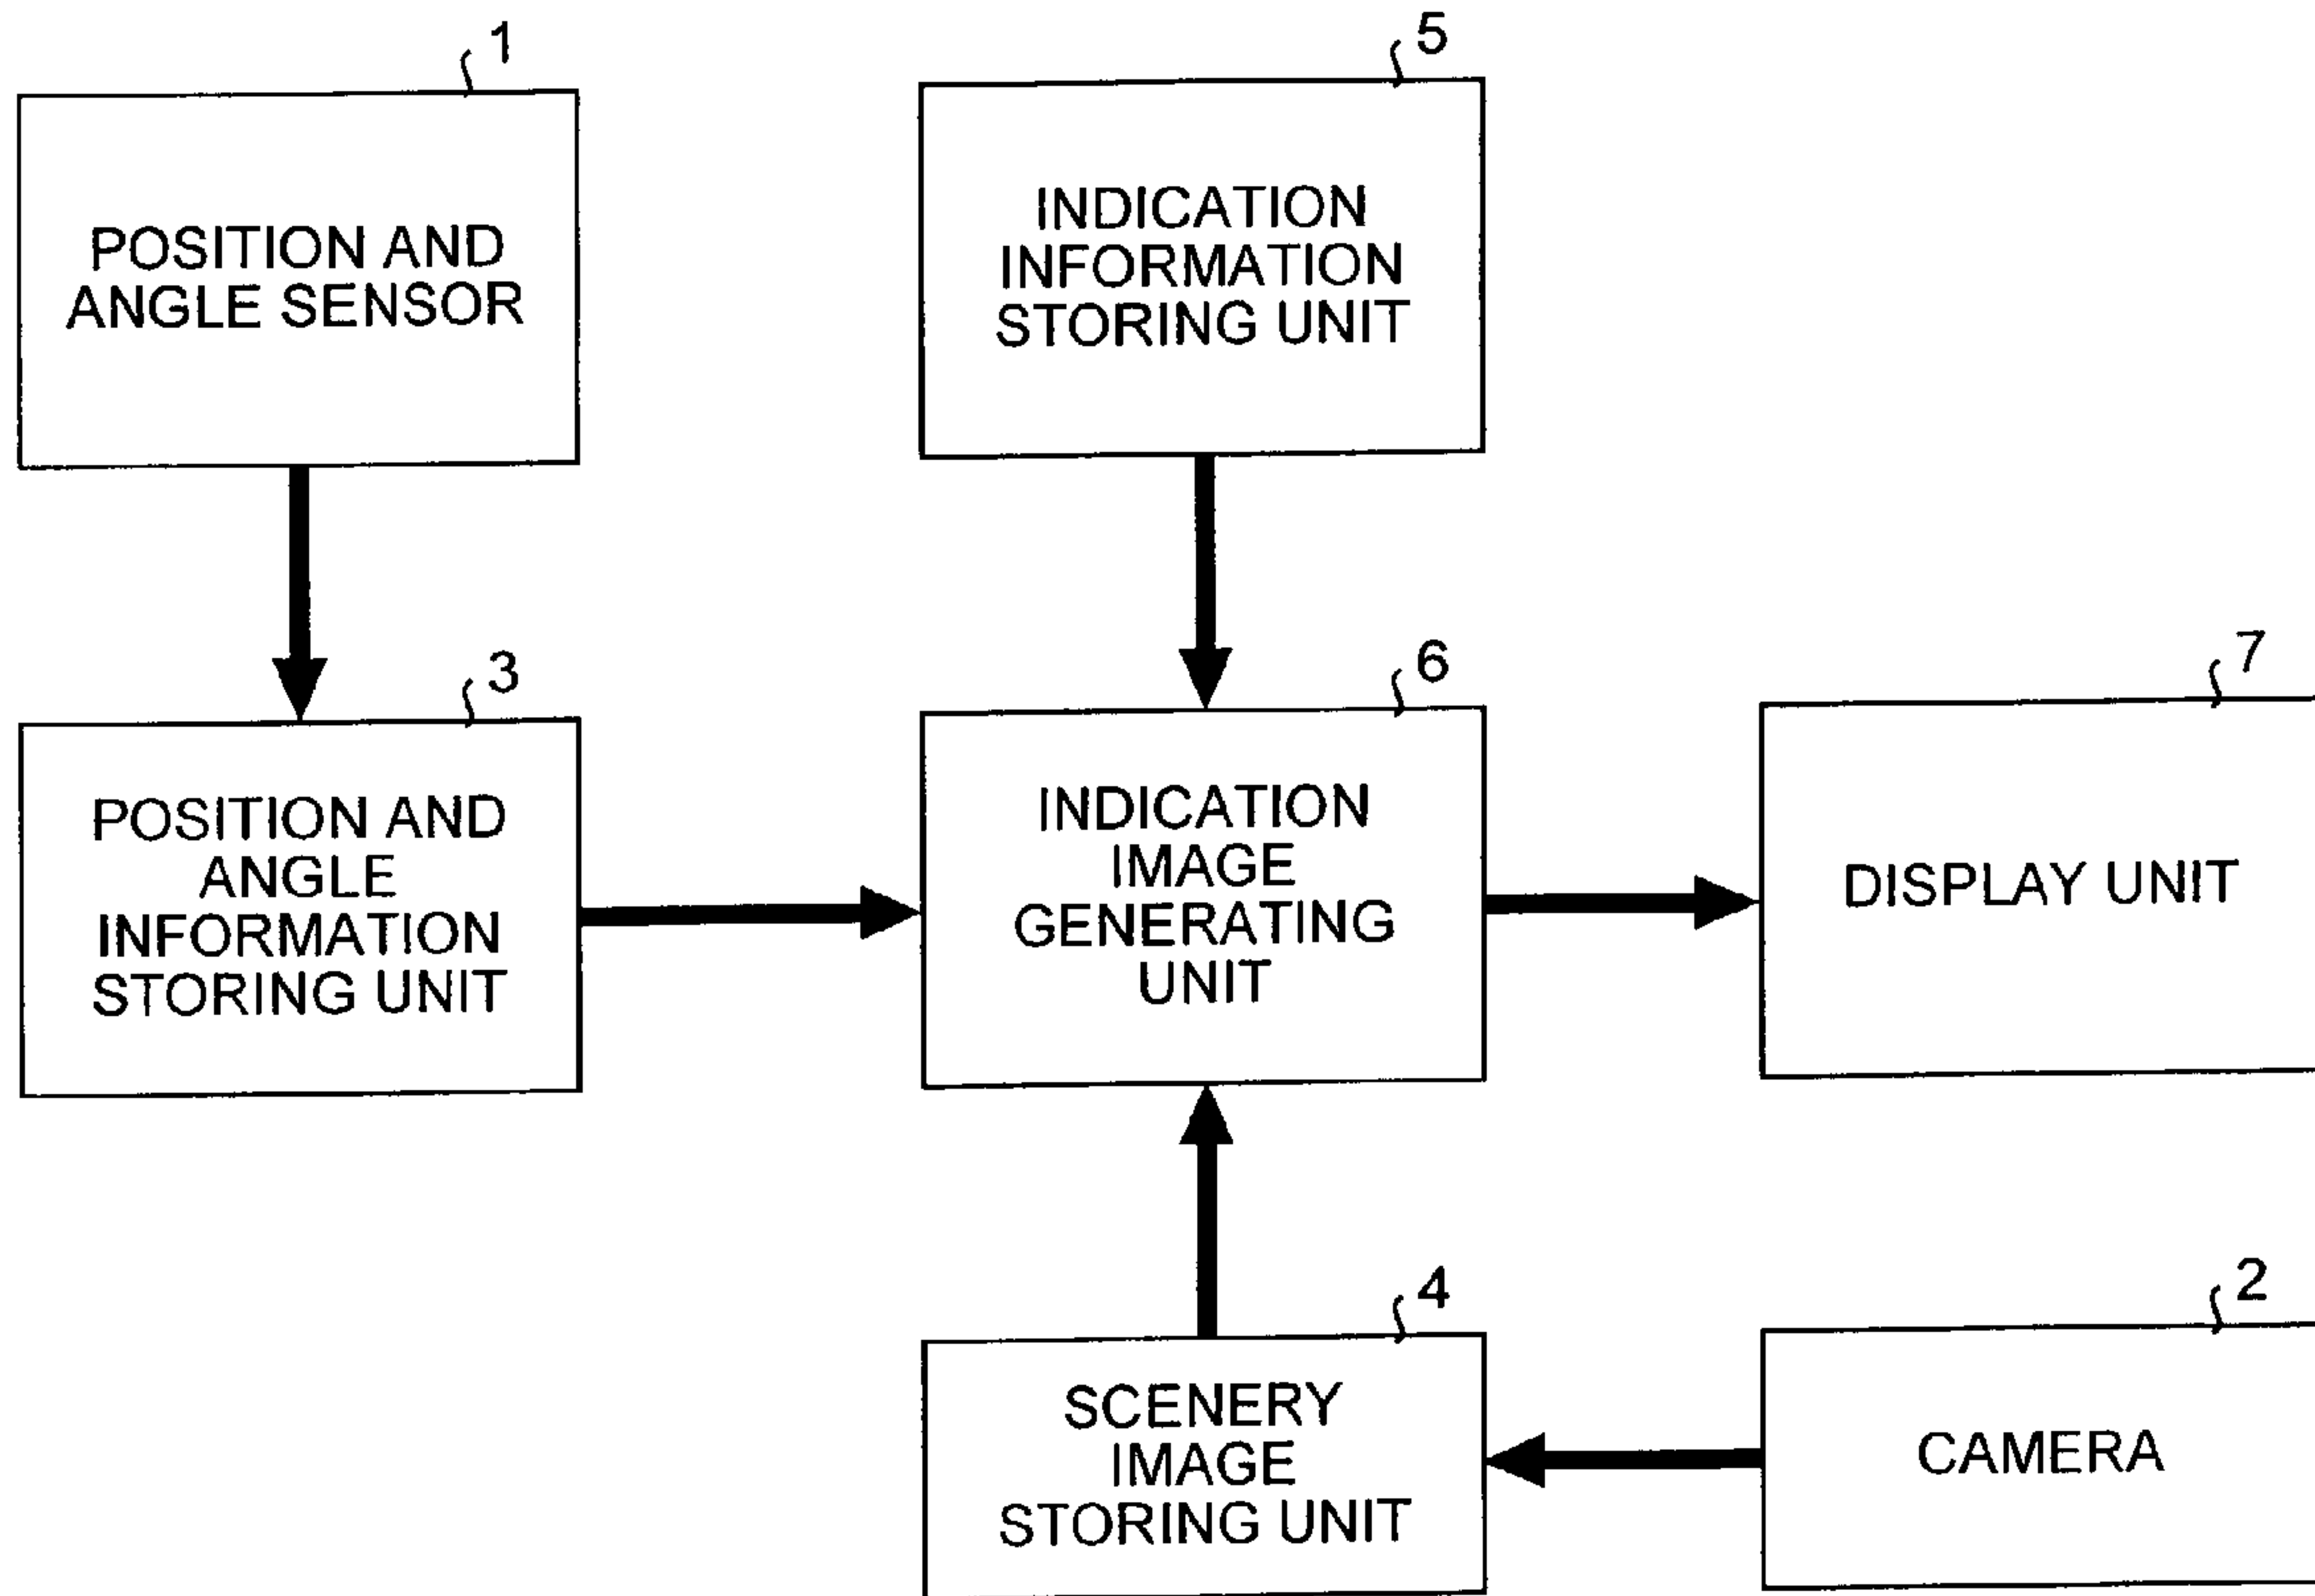 1
POSITION AND
ANGLE SENSOR
5
INDICATION
INFORMATION
STORING UNIT
3
POSITION AND
ANGLE
INFORMATION
STORING UNIT
6
INDICATION
IMAGE
GENERATING
UNIT
7
DISPLAY UNIT
4
SCENERY
IMAGE
STORING UNIT
2
CAMERA